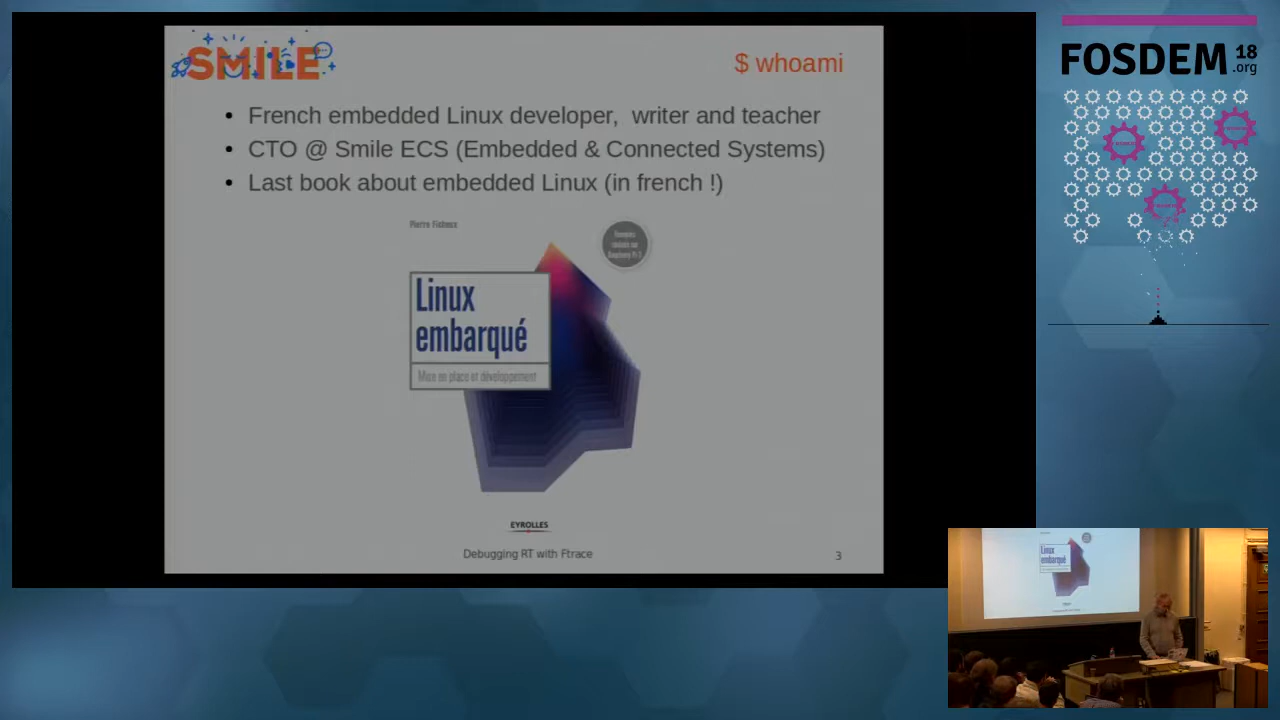 SMILE
$ whoami
• French embedded Linux developer, writer and teacher
• CTO @ Smile ECS (Embedded & Connected Systems)
• Last book about embedded Linux (in french !)
Pierre Ficheux
Linux
embarqué
Mise en place et développement
EYROLLES
Debugging RT with Ftrace
3
FOSDEM 18
.org
Linux
embarqué